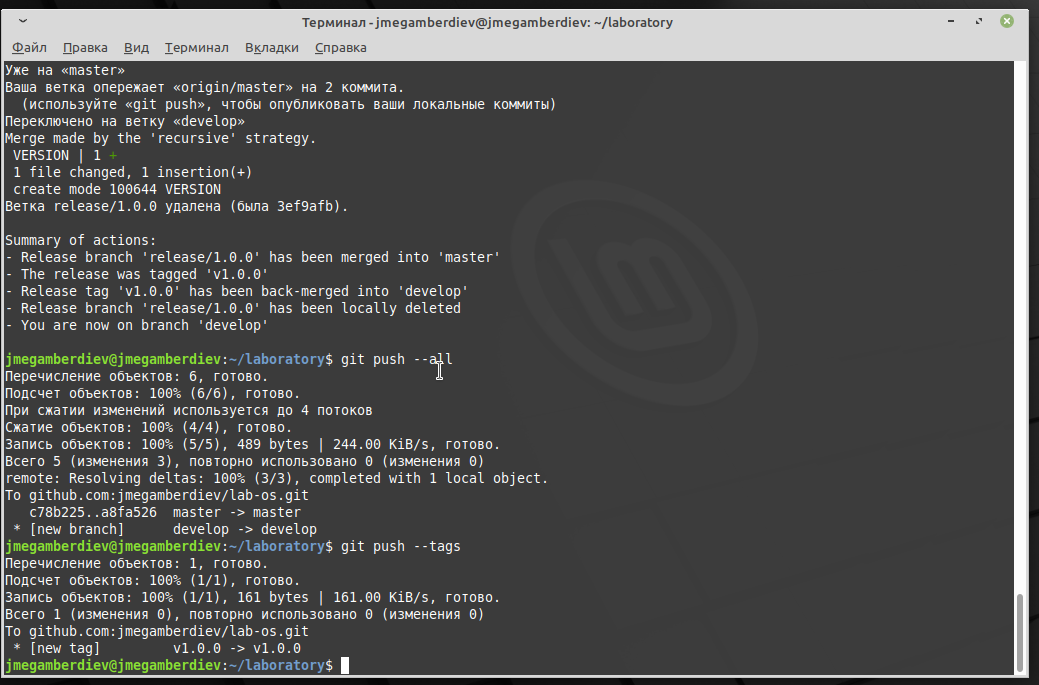 Терминал - jmegamberdiev@jmegamberdiev: ~/laboratory
Файл Правка Вид Терминал Вкладки Справка
Уже на «master»
Ваша ветка опережает «origin/master» на 2 коммита.
  (используйте «git push», чтобы опубликовать ваши локальные коммиты)
Переключено на ветку «develop»
Merge made by the 'recursive' strategy.
 VERSION | 1 +
 1 file changed, 1 insertion(+)
 create mode 100644 VERSION
Ветка release/1.0.0 удалена (была 3ef9afb).
Summary of actions:
- Release branch 'release/1.0.0' has been merged into 'master'
- The release was tagged 'v1.0.0'
- Release tag 'v1.0.0' has been back-merged into 'develop'
- Release branch 'release/1.0.0' has been locally deleted
- You are now on branch 'develop'
jmegamberdiev@jmegamberdiev:~/laboratory$ git push --all
Перечисление объектов: 6, готово.
Подсчет объектов: 100% (6/6), готово.
При сжатии изменений используется до 4 потоков
Сжатие объектов: 100% (4/4), готово.
Запись объектов: 100% (5/5), 489 bytes | 244.00 KiB/s, готово.
Всего 5 (изменения 3), повторно использовано 0 (изменения 0)
remote: Resolving deltas: 100% (3/3), completed with 1 local object.
To github.com:jmegamberdiev/lab-os.git
   c78b225..a8fa526  master -> master
 * [new branch]      develop -> develop
jmegamberdiev@jmegamberdiev:~/laboratory$ git push --tags
Перечисление объектов: 1, готово.
Подсчет объектов: 100% (1/1), готово.
Запись объектов: 100% (1/1), 161 bytes | 161.00 KiB/s, готово.
Всего 1 (изменения 0), повторно использовано 0 (изменения 0)
To github.com:jmegamberdiev/lab-os.git
 * [new tag]         v1.0.0 -> v1.0.0
jmegamberdiev@jmegamberdiev:~/laboratory$